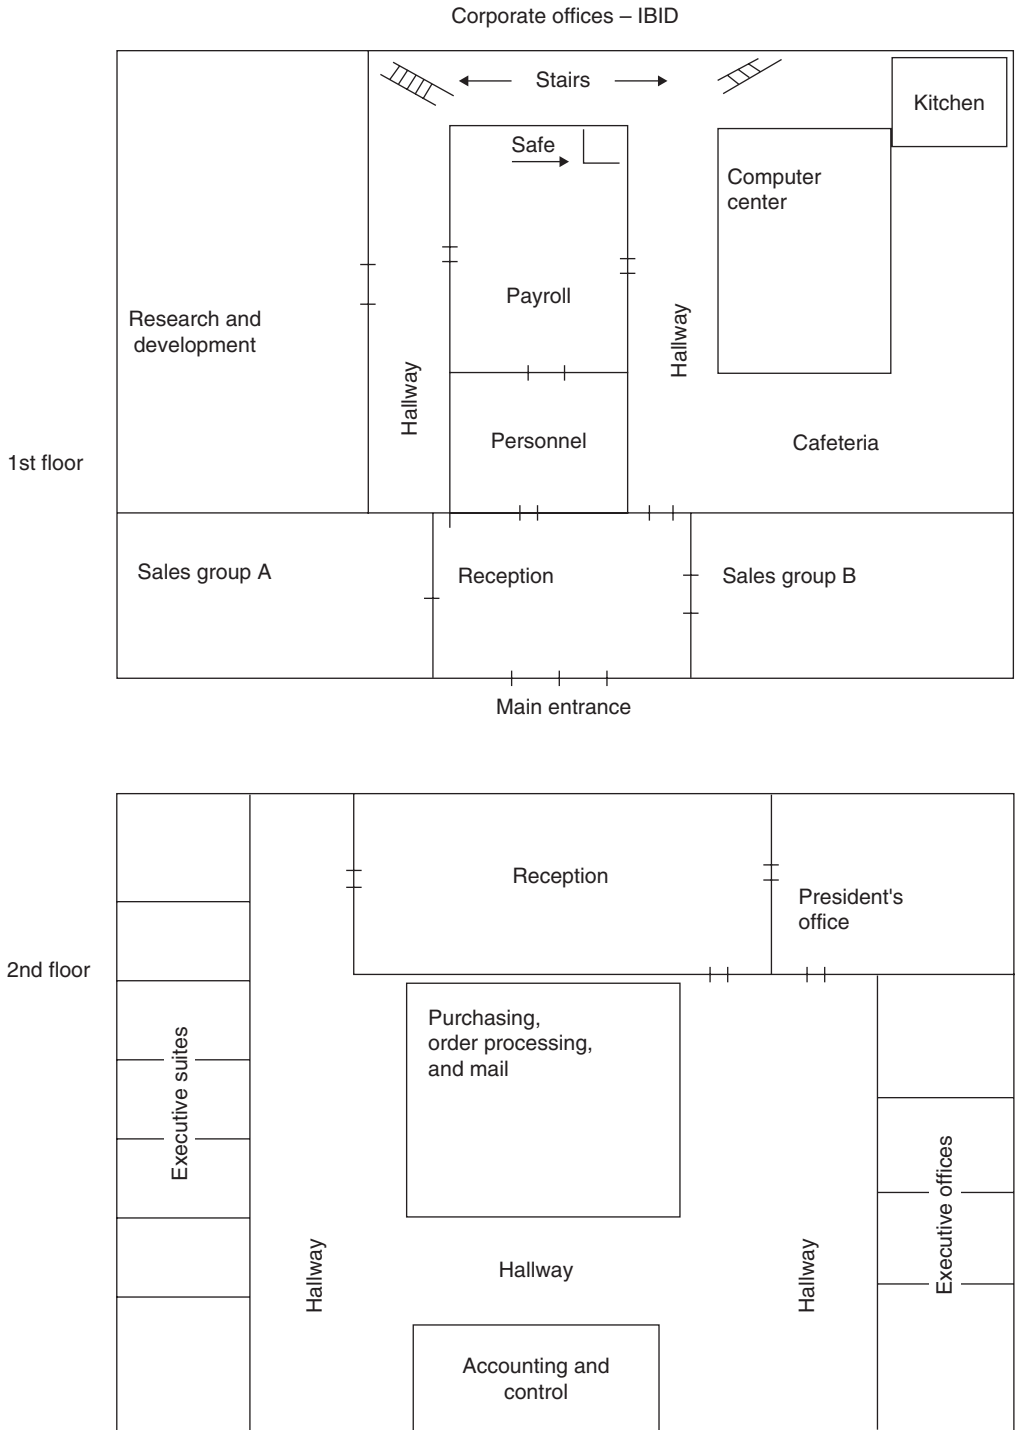 Corporate offices – IBID
Stairs
Kitchen
Safe
Computer
center
Payroll
Research and
development
Hallway
Hallway
Personnel
Cafeteria
1st floor
Sales group A
Reception
Sales group B
Main entrance
Reception
President's
office
2nd floor
Purchasing,
order processing,
and mail
Executive suites
Executive offices
Hallway
Hallway
Hallway
Accounting and
control